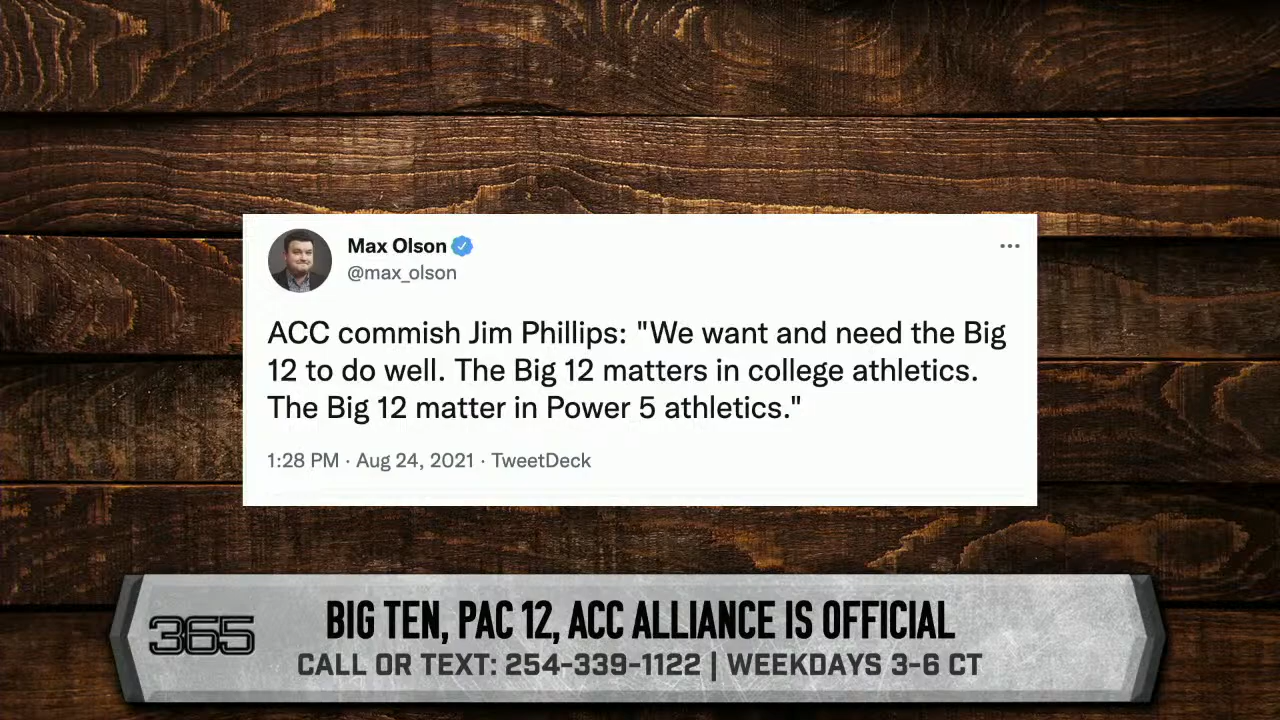 Max Olson
@max_olson
ACC commish Jim Phillips: "We want and need the Big
12 to do well. The Big 12 matters in college athletics.
The Big 12 matter in Power 5 athletics."
1:28 PM · Aug 24, 2021 · TweetDeck
365
BIG TEN, PAC 12, ACC ALLIANCE IS OFFICIAL
CALL OR TEXT: 254-339-1122 | WEEKDAYS 3-6 CT